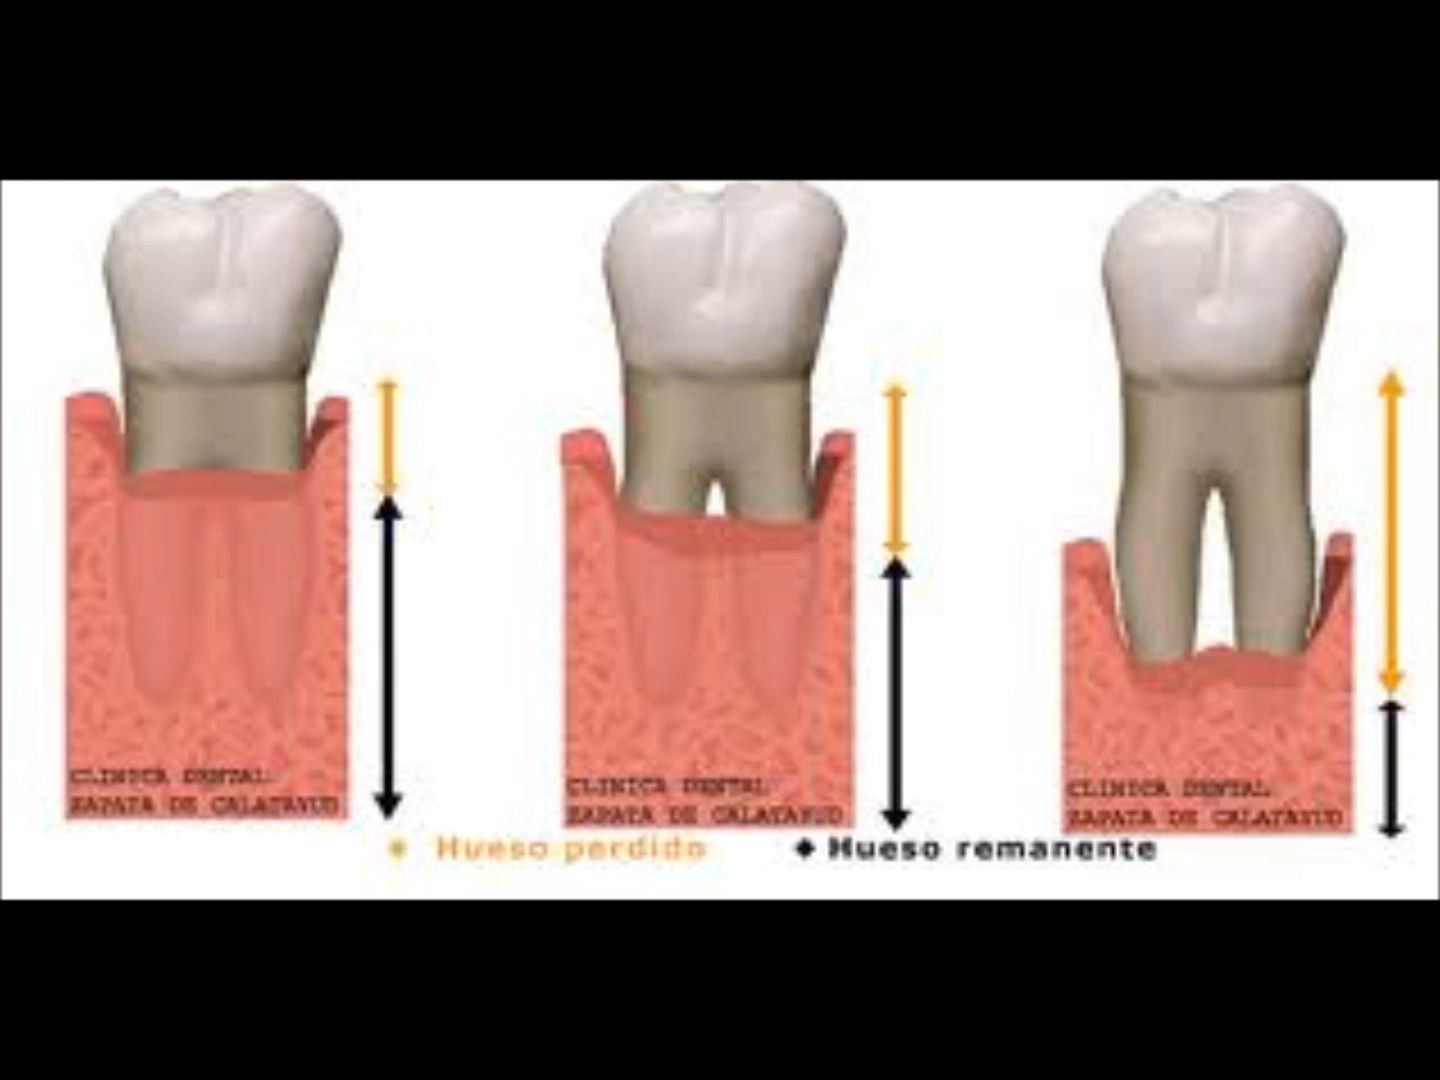 CLINICA DENTAL
ZAPATA DE CALATAYUD
CLINICA DENTAL
ZAPATA DE CALATAYUD
CLINICA DENTAL
ZAPATA DE CALATAYUD
Hueso perdido
Hueso remanente